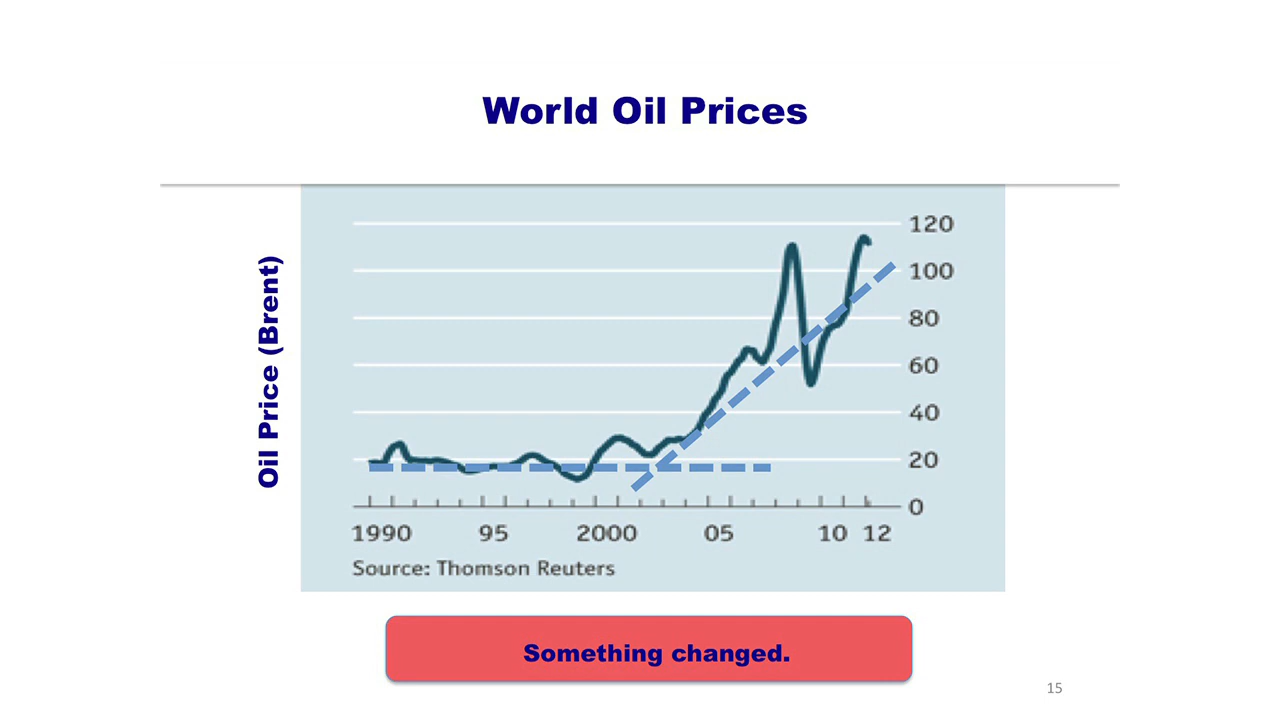 World Oil Prices
Oil Price (Brent)
120
100
80
60
40
20
0
1990 95 2000 05 10 12
Source: Thomson Reuters
Something changed.
15